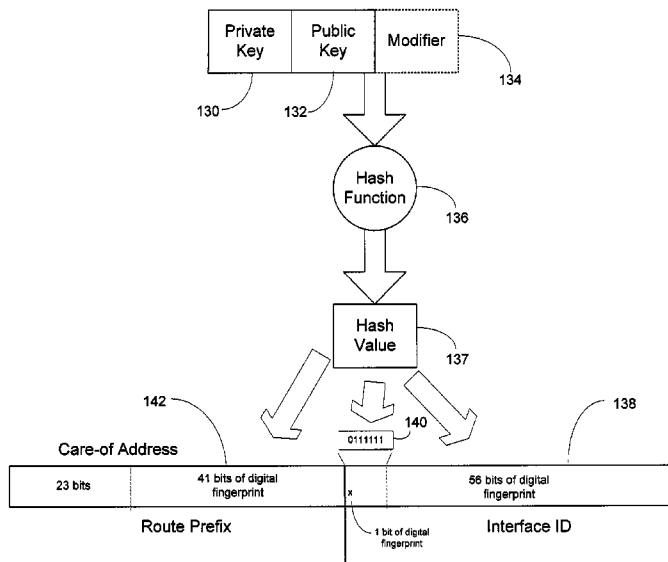 Private
Key
Public
Key
Modifier
130
132
134
Hash
Function
136
Hash
Value
137
142
140
138
0111111
Care-of Address
23 bits
41 bits of digital
fingerprint
x
56 bits of digital
fingerprint
Route Prefix
1 bit of digital
fingerprint
Interface ID